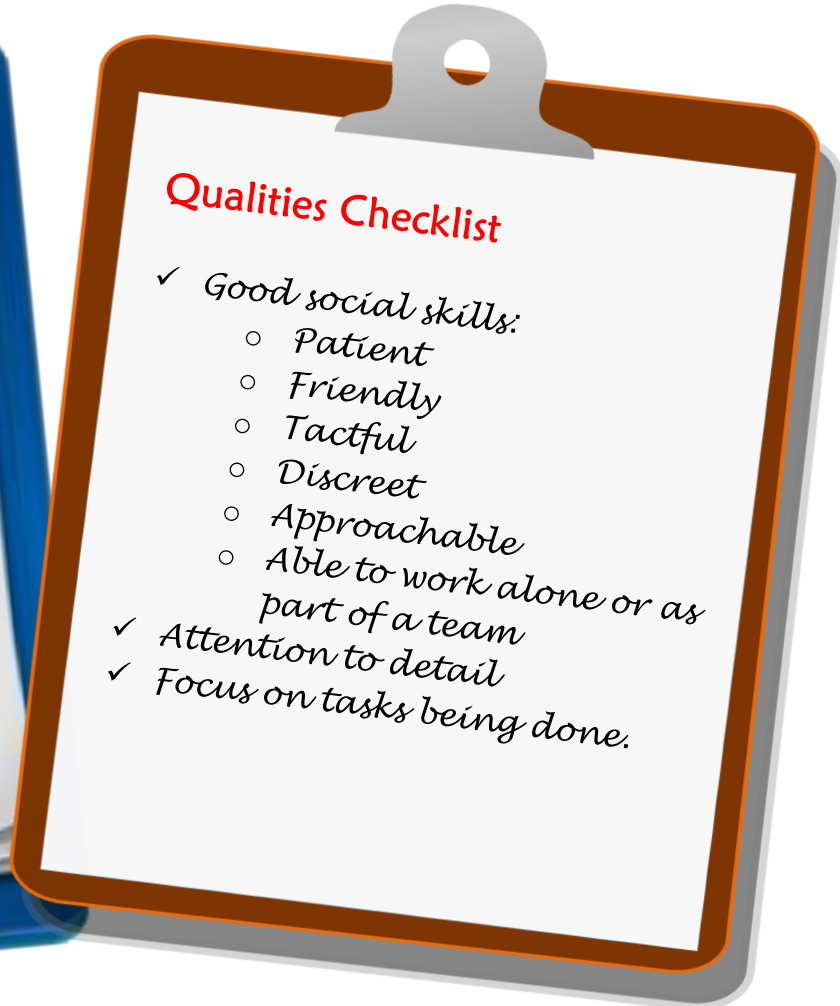 Qualities Checklist
✓ Good social skills:
○ Patient
○ Friendly
○ Tactful
○ Discreet
○ Approachable
○ Able to work alone or as
part of a team
✓ Attention to detail
✓ Focus on tasks being done.